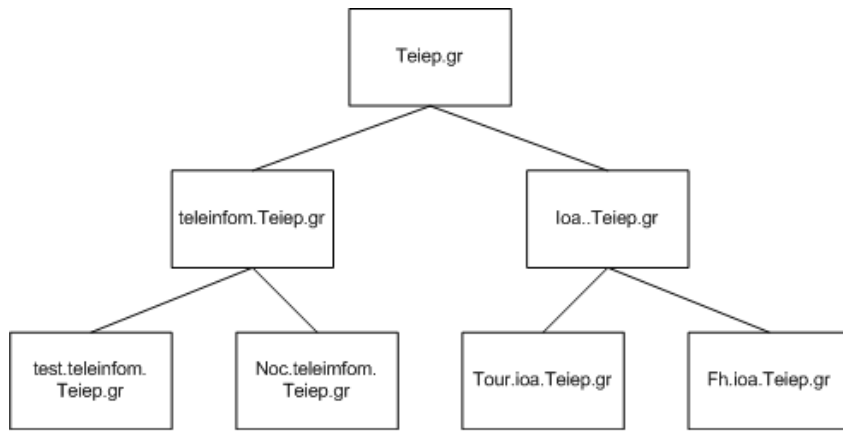 Teiep.gr
teleinfom.Teiep.gr
Ioa..Teiep.gr
test.teleinfom.
Teiep.gr
Noc.teleimfom.
Teiep.gr
Tour.ioa.Teiep.gr
Fh.ioa.Teiep.gr